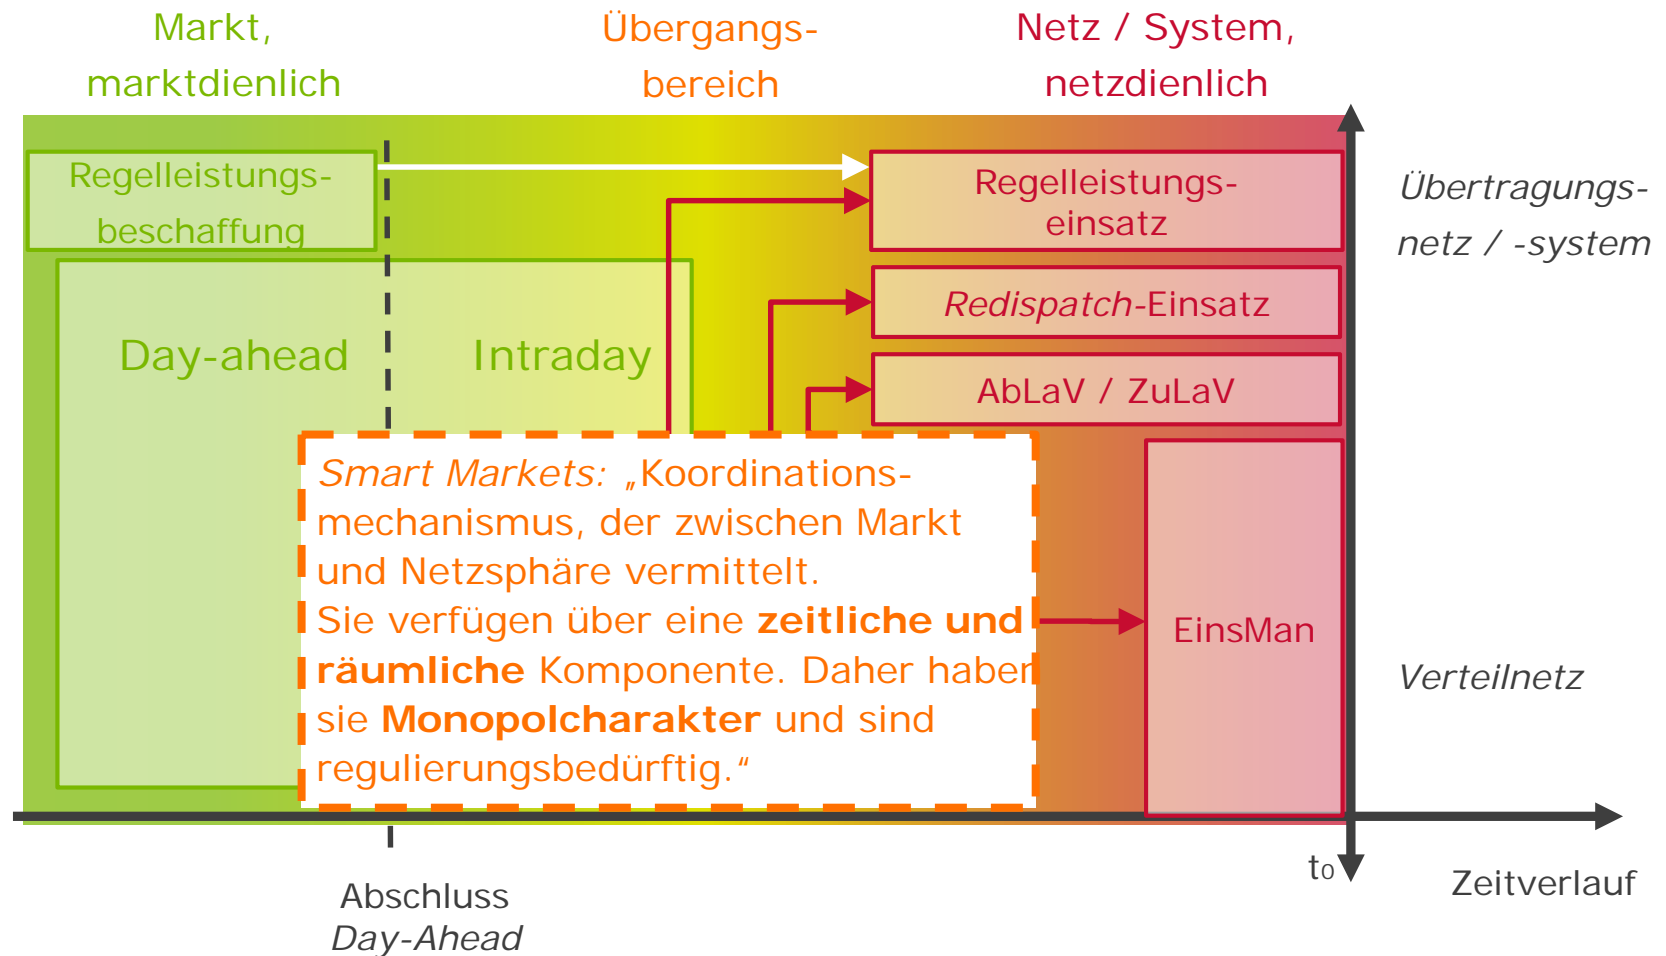 Markt,
marktdienlich
Übergangs-
bereich
Netz / System,
netzdienlich
Regelleistungs-
beschaffung
Regelleistungs-
einsatz
Übertragungs-
netz / -system
Redispatch-Einsatz
Day-ahead
Intraday
AbLaV / ZuLaV
Smart Markets: „Koordinations-
mechanismus, der zwischen Markt
und Netzsphäre vermittelt.
Sie verfügen über eine zeitliche und
räumliche Komponente. Daher haben
sie Monopolcharakter und sind
regulierungsbedürftig.“
EinsMan
Verteilnetz
t0
Zeitverlauf
Abschluss
Day-Ahead